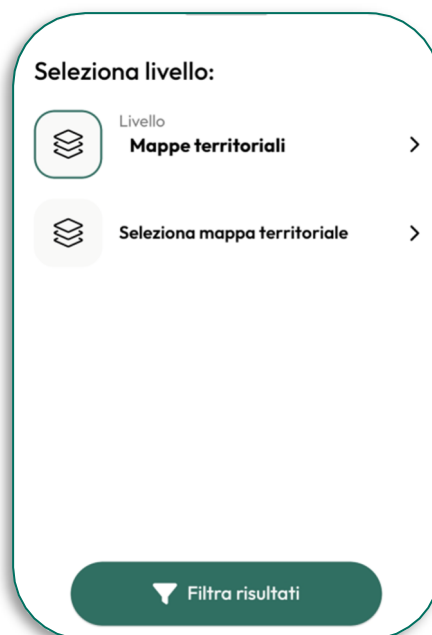 Seleziona livello:
Livello
Mappe territoriali
Seleziona mappa territoriale
Filtra risultati